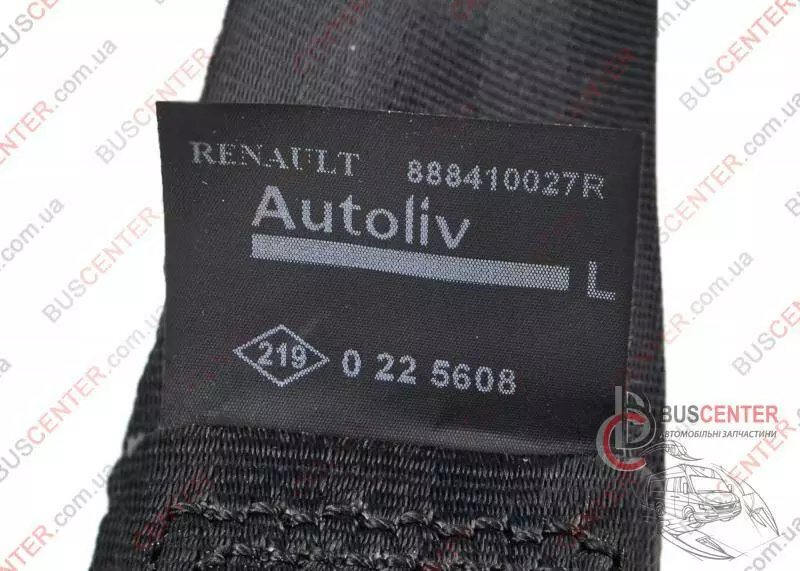 RENAULT 888410027R
Autoliv
L
219 0 22 5608
BUSCENTER
АВТОМОБІЛЬНІ ЗАПЧАСТИНИ
BUSCENTER.com.ua